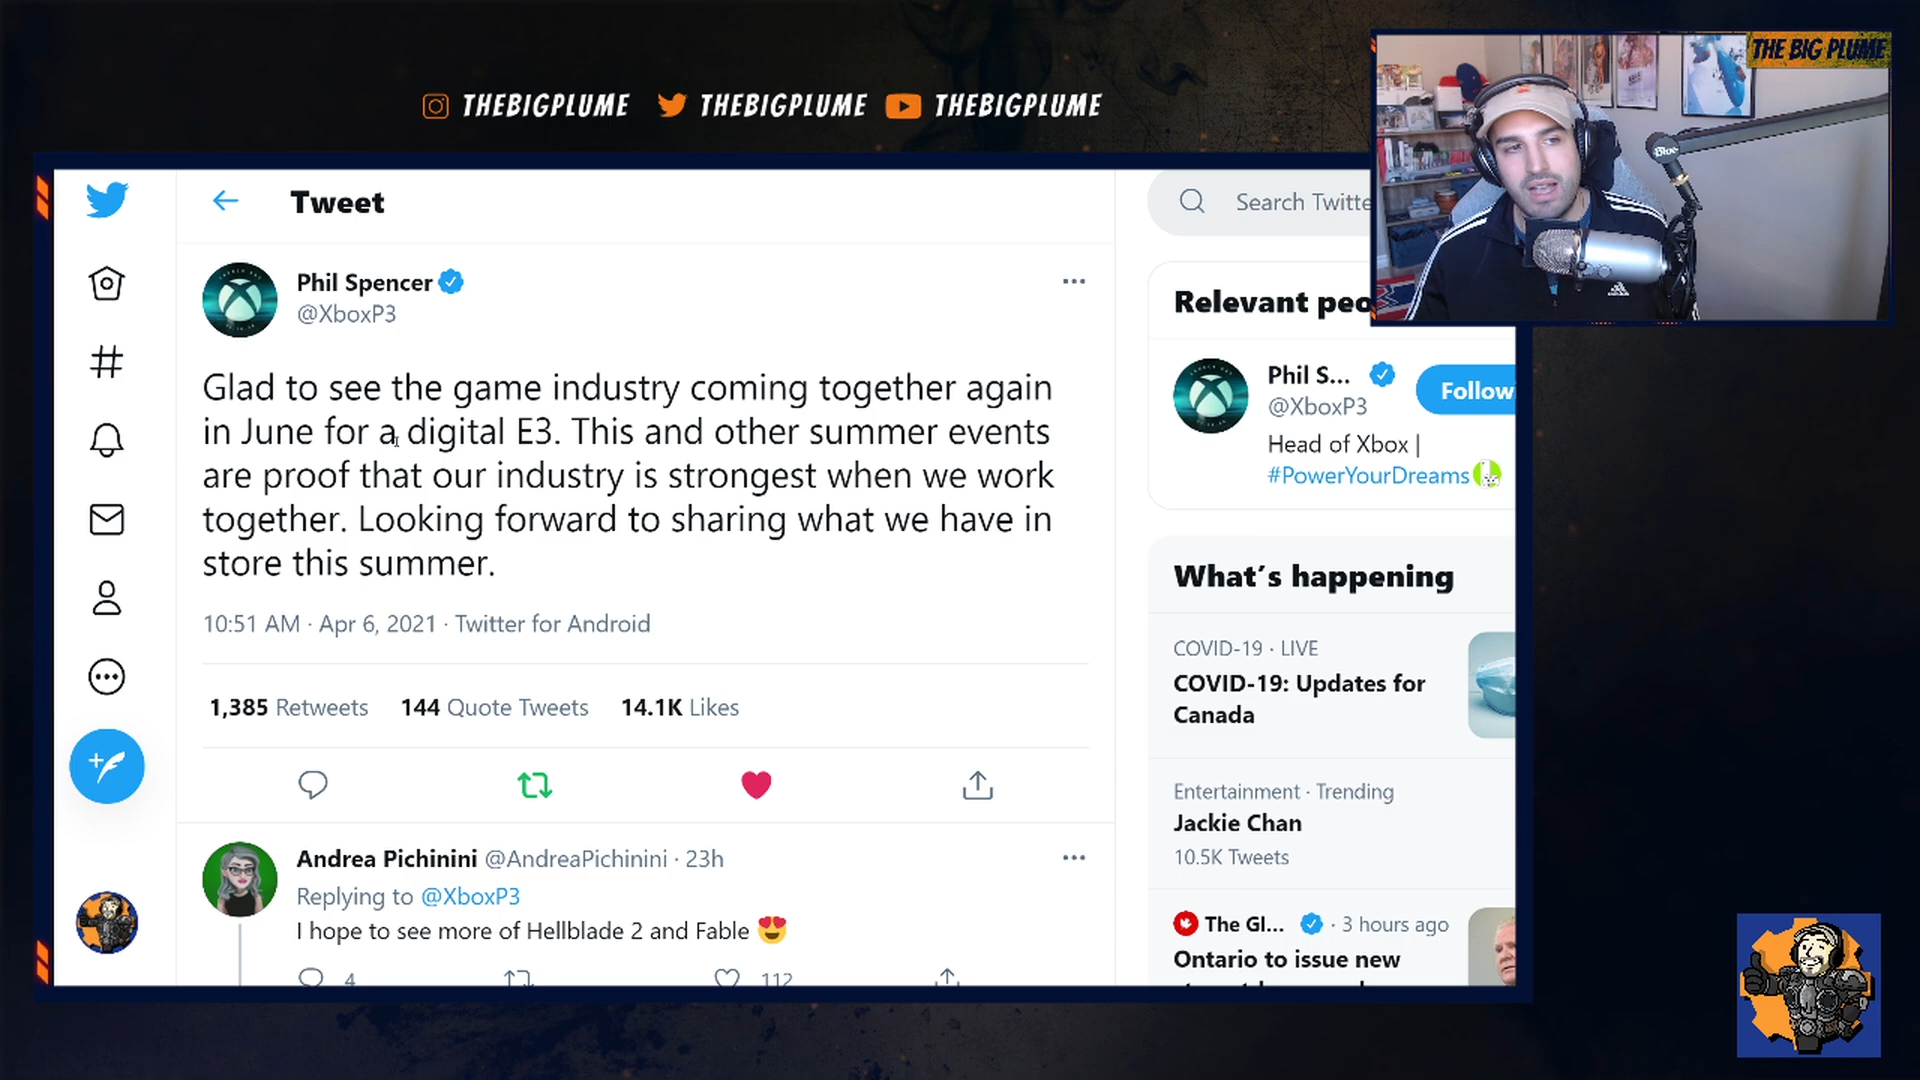 THE BIG PLUME
THEBIGPLUME THEBIGPLUME THEBIGPLUME
Blue
adidas
Tweet
Search Twitte
Phil Spencer
@XboxP3
Glad to see the game industry coming together again
in June for a digital E3. This and other summer events
are proof that our industry is strongest when we work
together. Looking forward to sharing what we have in
store this summer.
10:51 AM · Apr 6, 2021 · Twitter for Android
1,385 Retweets 144 Quote Tweets 14.1K Likes
Andrea Pichinini @AndreaPichinini · 23h
Replying to @XboxP3
I hope to see more of Hellblade 2 and Fable 😍
4 112
Relevant peo
Phil S...
@XboxP3
Follow
Head of Xbox |
#PowerYourDreams
What's happening
COVID-19 · LIVE
COVID-19: Updates for
Canada
Entertainment · Trending
Jackie Chan
10.5K Tweets
The Gl... · 3 hours ago
Ontario to issue new